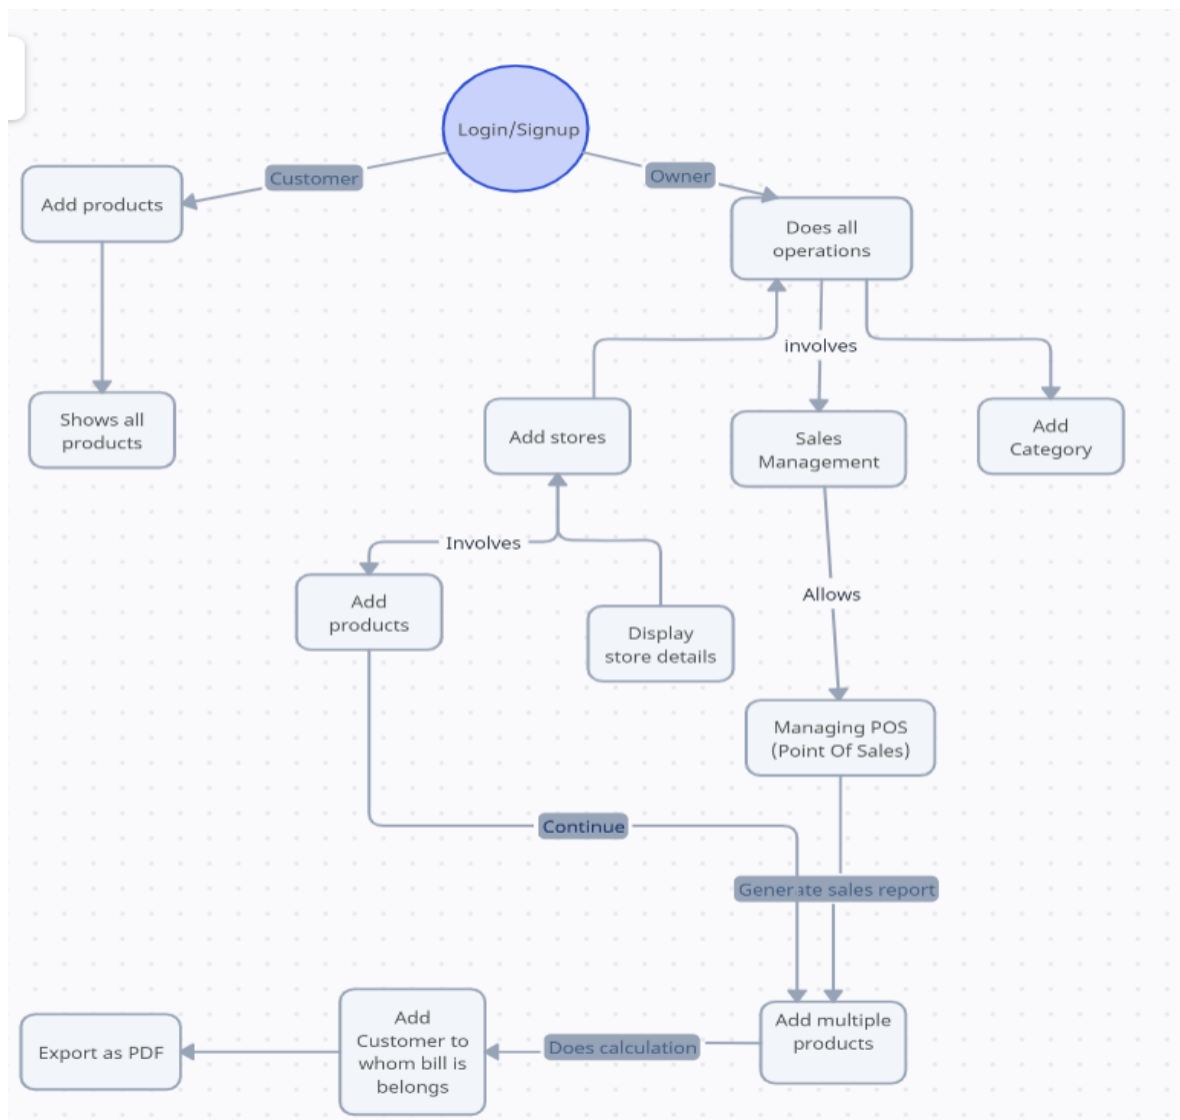 Login/Signup
Customer
Owner
Add products
Does all
operations
involves
Shows all
products
Add stores
Sales
Management
Add
Category
Involves
Add
products
Display
store details
Allows
Managing POS
(Point Of Sales)
Continue
Generate sales report
Add multiple
products
Does calculation
Add
Customer to
whom bill is
belongs
Export as PDF